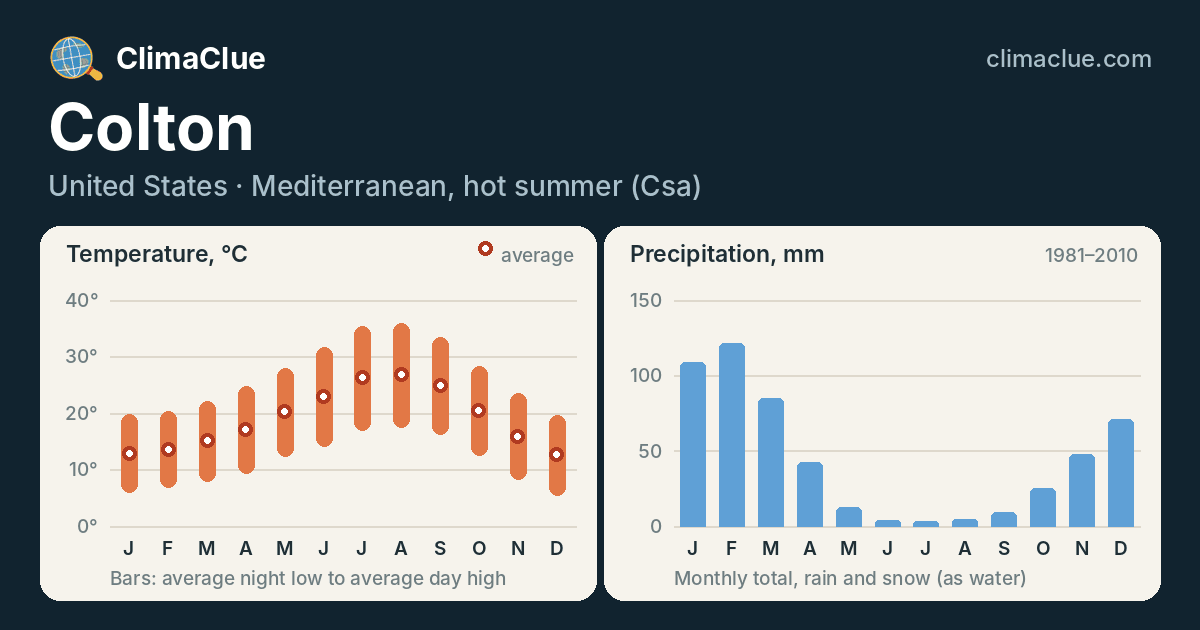 ClimaClue
climaclue.com
Colton
United States · Mediterranean, hot summer (Csa)
Temperature, °C
average
40°
30°
20°
10°
0°
J F M A M J J A S O N D
Bars: average night low to average day high
Precipitation, mm
1981–2010
150
100
50
0
J F M A M J J A S O N D
Monthly total, rain and snow (as water)